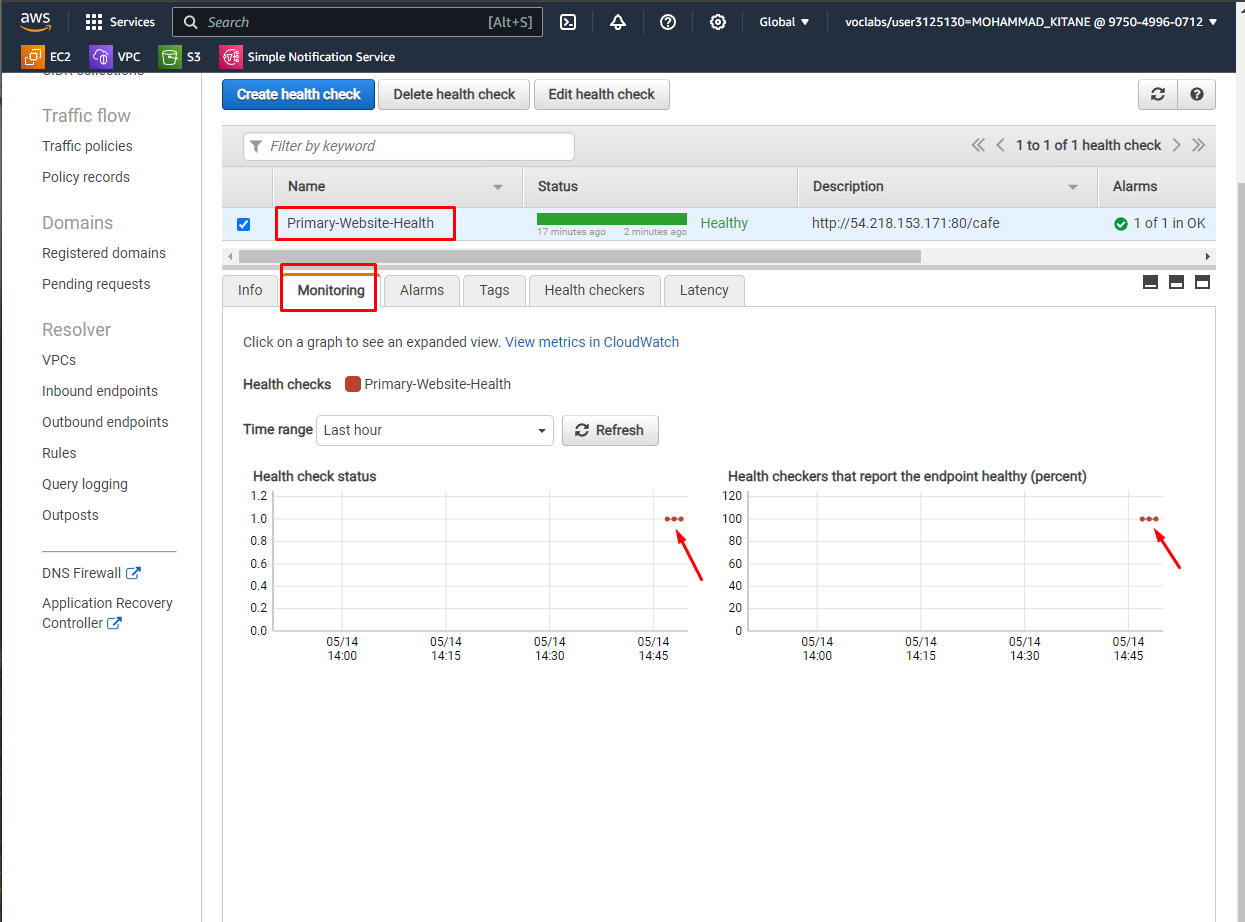 aws
Services
Search [Alt+S]
Global
voclabs/user3125130=MOHAMMAD_KITANE @ 9750-4996-0712
EC2 VPC S3 Simple Notification Service
CIDR collections
Traffic flow
Traffic policies
Policy records
Domains
Registered domains
Pending requests
Resolver
VPCs
Inbound endpoints
Outbound endpoints
Rules
Query logging
Outposts
DNS Firewall
Application Recovery
Controller
Create health check Delete health check Edit health check
Filter by keyword
1 to 1 of 1 health check
Name Status Description Alarms
Primary-Website-Health Healthy http://54.218.153.171:80/cafe 1 of 1 in OK
17 minutes ago 2 minutes ago
Info Monitoring Alarms Tags Health checkers Latency
Click on a graph to see an expanded view. View metrics in CloudWatch
Health checks Primary-Website-Health
Time range Last hour Refresh
Health check status
1.2
1.0
0.8
0.6
0.4
0.2
0.0
05/14 05/14 05/14 05/14
14:00 14:15 14:30 14:45
Health checkers that report the endpoint healthy (percent)
120
100
80
60
40
20
0
05/14 05/14 05/14 05/14
14:00 14:15 14:30 14:45